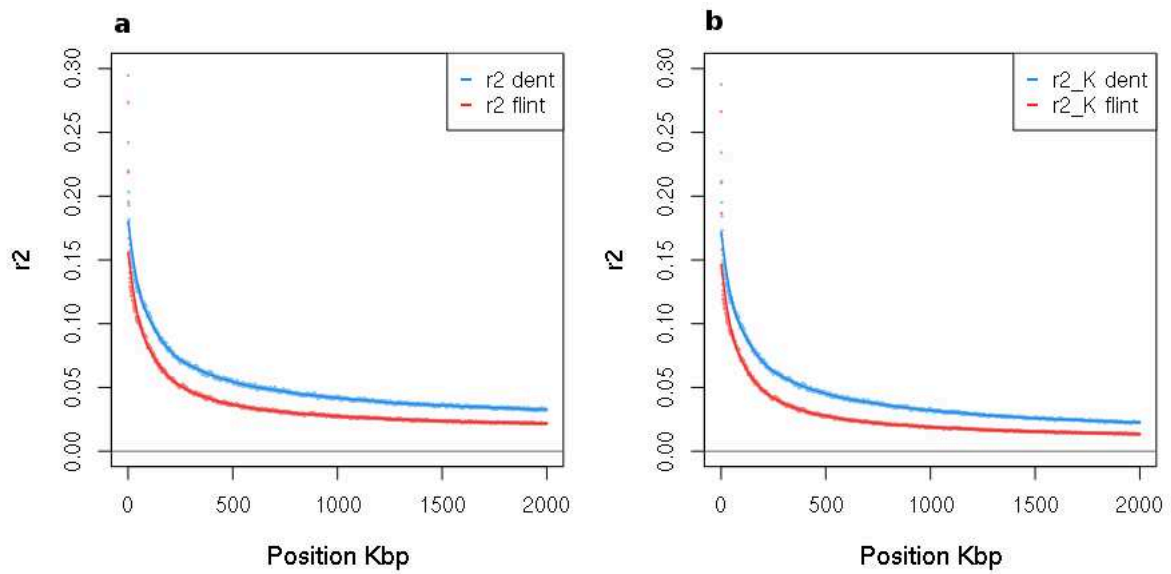 a
r2 dent
r2 flint
r2
0.30
0.25
0.20
0.15
0.10
0.05
0.00
0 500 1000 1500 2000
Position Kbp
b
r2_K dent
r2_K flint
r2
0.30
0.25
0.20
0.15
0.10
0.05
0.00
0 500 1000 1500 2000
Position Kbp